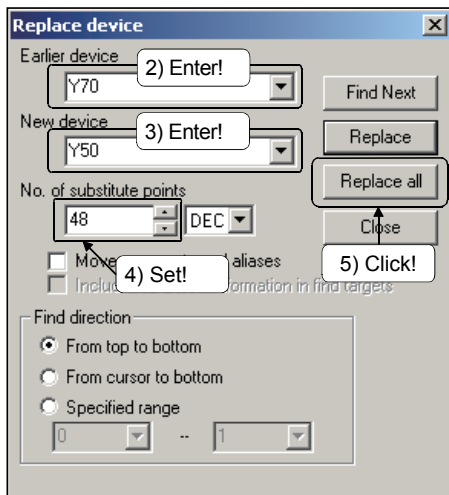 Replace device
Earlier device
2) Enter!
Y70
Find Next
New device
3) Enter!
Replace
Y50
No. of substitute points
Replace all
48
DEC
Close
Move aliases
4) Set!
5) Click!
in find targets
Find direction
From top to bottom
From cursor to bottom
Specified range
0 -- 1